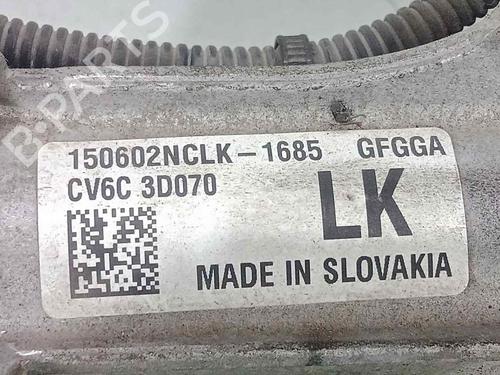 150602NCLK-1685 GFGGA
CV6C 3D070
LK
MADE IN SLOVAKIA
B-PARTS